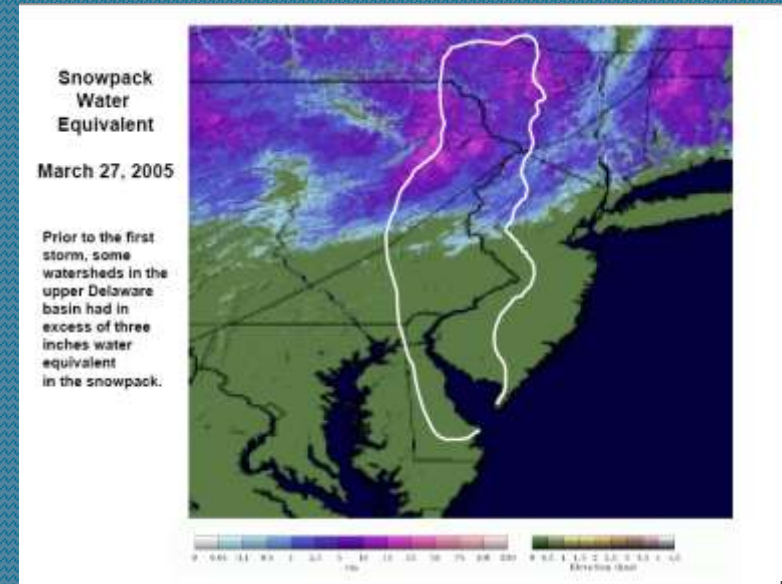 Snowpack
Water
Equivalent
March 27, 2005
Prior to the first
storm, some
watersheds in the
upper Delaware
basin had in
excess of three
inches water
equivalent
in the snowpack.